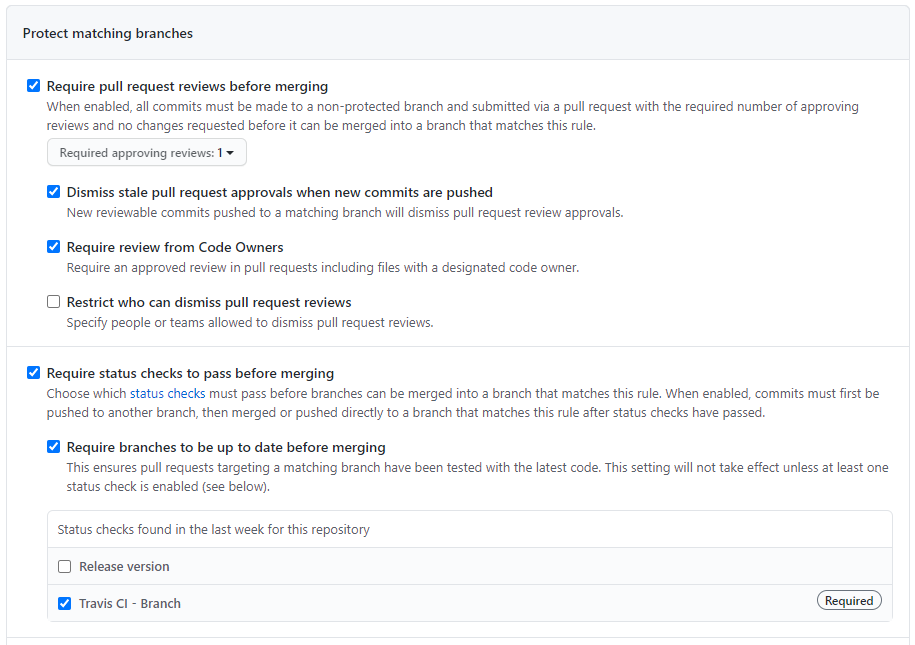 Protect matching branches
Require pull request reviews before merging
When enabled, all commits must be made to a non-protected branch and submitted via a pull request with the required number of approving
reviews and no changes requested before it can be merged into a branch that matches this rule.
Required approving reviews: 1
Dismiss stale pull request approvals when new commits are pushed
New reviewable commits pushed to a matching branch will dismiss pull request review approvals.
Require review from Code Owners
Require an approved review in pull requests including files with a designated code owner.
Restrict who can dismiss pull request reviews
Specify people or teams allowed to dismiss pull request reviews.
Require status checks to pass before merging
Choose which status checks must pass before branches can be merged into a branch that matches this rule. When enabled, commits must first be
pushed to another branch, then merged or pushed directly to a branch that matches this rule after status checks have passed.
Require branches to be up to date before merging
This ensures pull requests targeting a matching branch have been tested with the latest code. This setting will not take effect unless at least one
status check is enabled (see below).
Status checks found in the last week for this repository
Release version
Travis CI - Branch Required